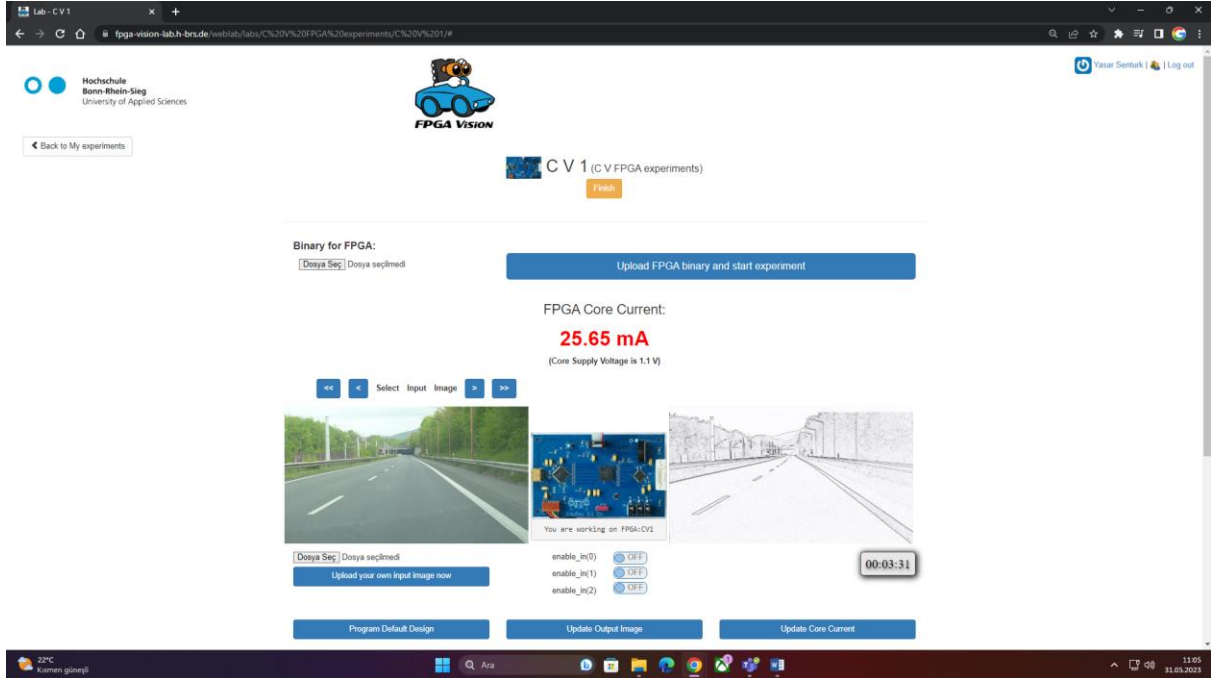 Lab - C V 1
fpga-vision-lab.h-brs.de/weblab/labs/C%20V%20FPGA%20experiments/C%20V%201/#
Hochschule
Bonn-Rhein-Sieg
University of Applied Sciences
FPGA VISION
Yasar Senturk | | Log out
Back to My experiments
C V 1 (C V FPGA experiments)
Finish
Binary for FPGA:
Dosya Seç Dosya seçilmedi
Upload FPGA binary and start experiment
FPGA Core Current:
25.65 mA
(Core Supply Voltage is 1.1 V)
<< < Select Input Image > >>
You are working on FPGA:CV1
Dosya Seç Dosya seçilmedi
Upload your own input image now
enable_in(0) OFF
enable_in(1) OFF
enable_in(2) OFF
00:03:31
Program Default Design
Update Output Image
Update Core Current
22°C
Kısmen güneşli
Ara
11:05
31.05.2023